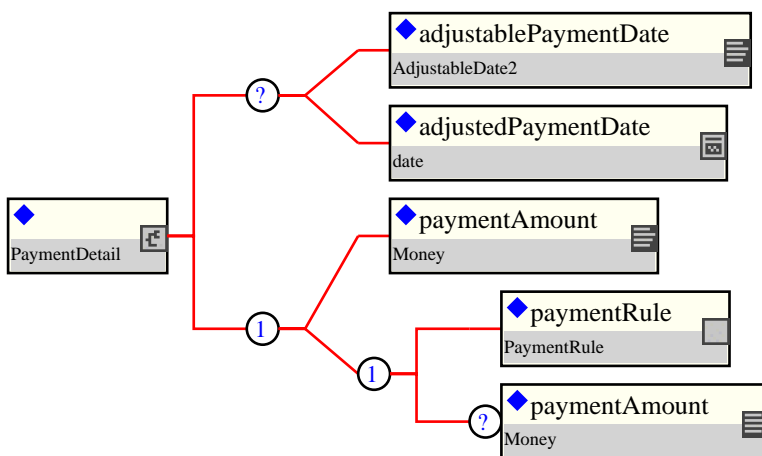 adjustablePaymentDate
AdjustableDate2
?
adjustedPaymentDate
date
PaymentDetail
paymentAmount
Money
1
paymentRule
PaymentRule
1
paymentAmount
?
Money